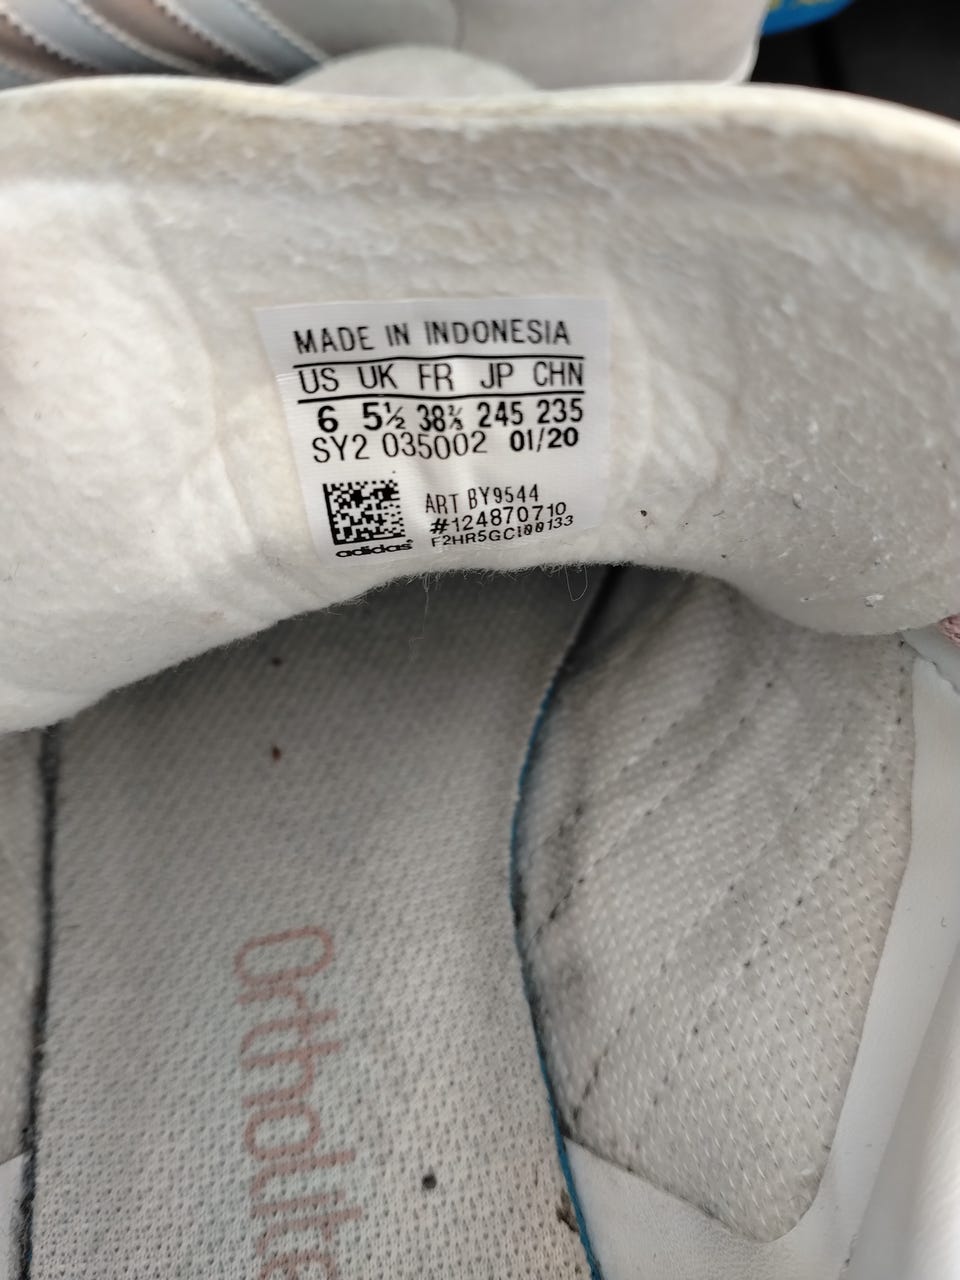 MADE IN INDONESIA
US UK FR JP CHN
6 5½ 38⅔ 245 235
SY2 035002 01/20
ART BY9544
#124870710
F2HR5GCI00133
adidas
Ortholite